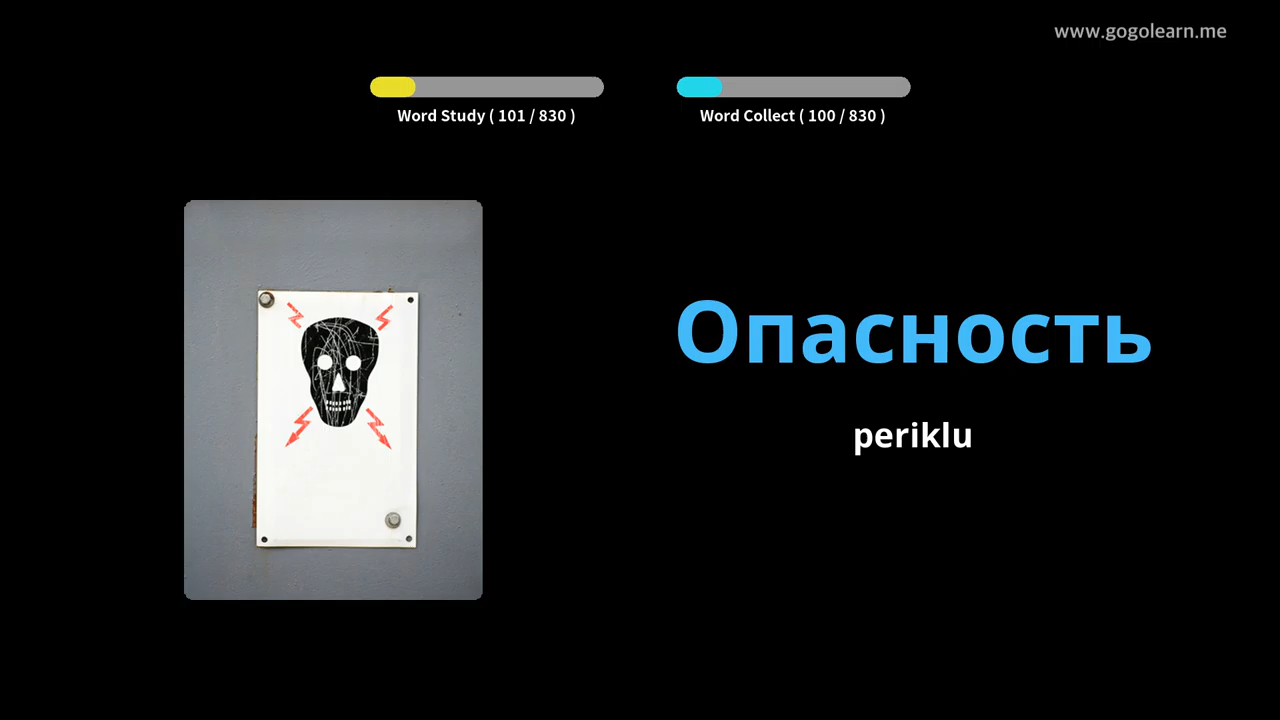 www.gogolearn.me
Word Study ( 101 / 830 )
Word Collect ( 100 / 830 )
Опасность
periklu